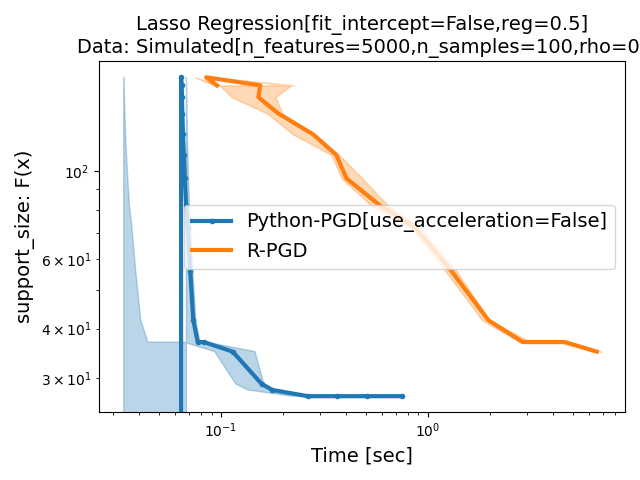 Lasso Regression[fit_intercept=False,reg=0.5]
Data: Simulated[n_features=5000,n_samples=100,rho=0
support_size: F(x)
10²
6 × 10¹
4 × 10¹
3 × 10¹
Python-PGD[use_acceleration=False]
R-PGD
10⁻¹
10⁰
Time [sec]